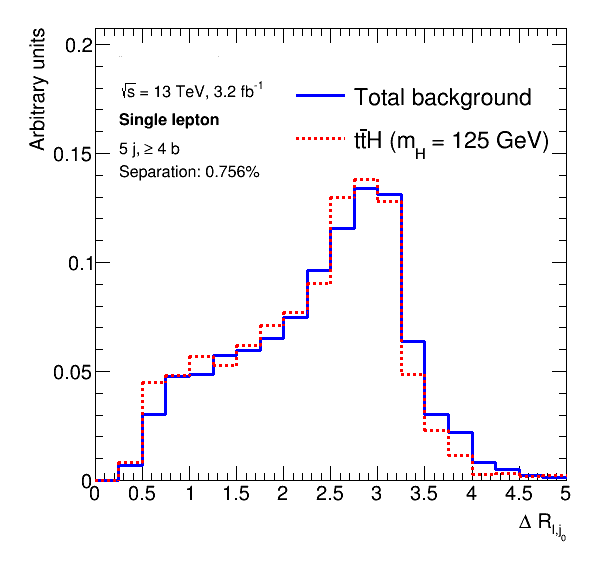 Arbitrary units
0.2
0.15
0.1
0.05
0
√s = 13 TeV, 3.2 fb⁻¹
Single lepton
5 j, ≥ 4 b
Separation: 0.756%
Total background
tt̄H (m_H = 125 GeV)
0 0.5 1 1.5 2 2.5 3 3.5 4 4.5 5
Δ R_l,j₀